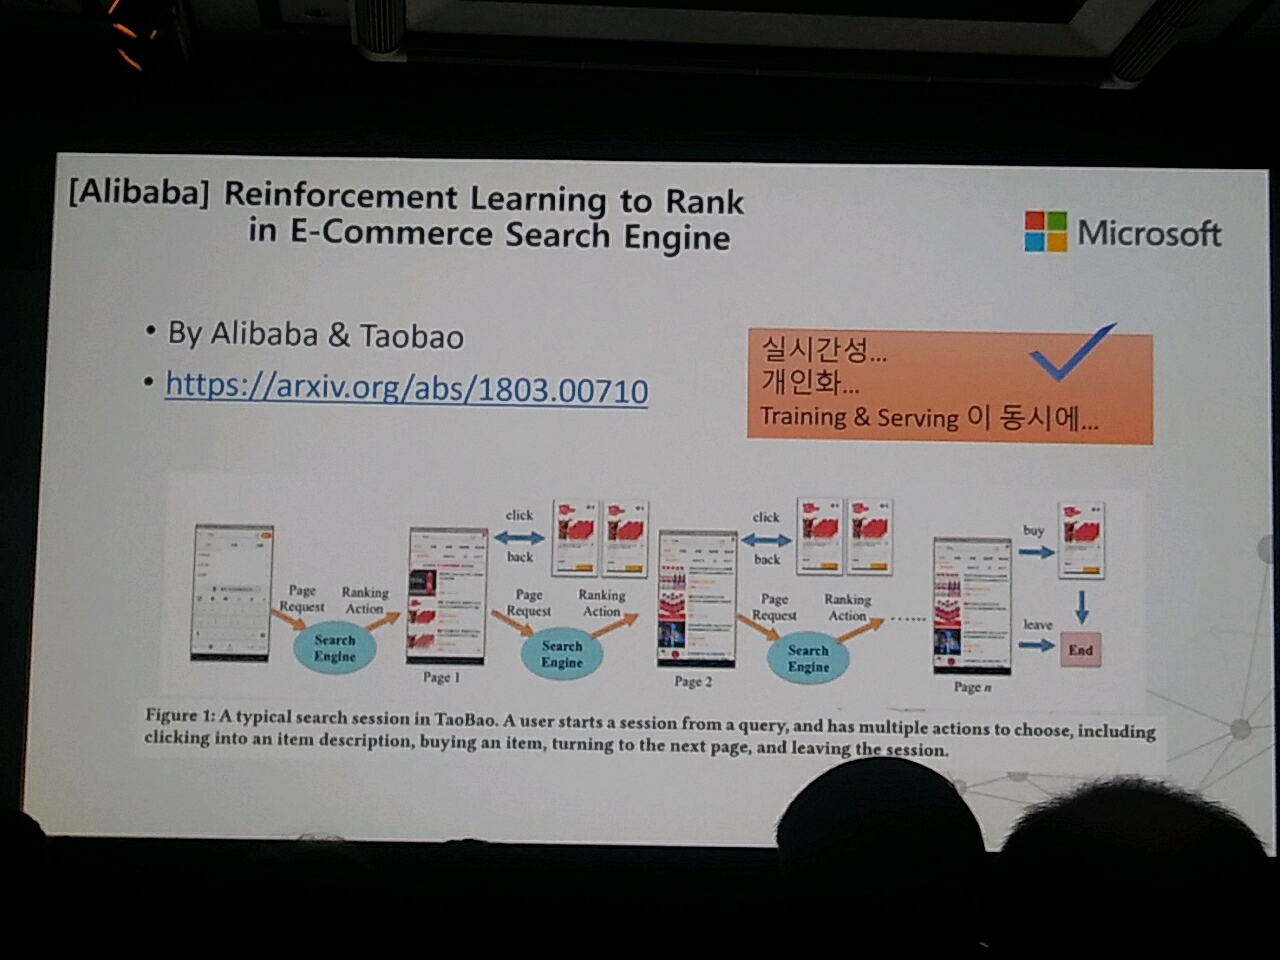 [Alibaba] Reinforcement Learning to Rank
in E-Commerce Search Engine
Microsoft
• By Alibaba & Taobao
• https://arxiv.org/abs/1803.00710
실시간성...
개인화...
Training & Serving 이 동시에...
Page Request
Ranking Action
Search Engine
Page 1
click
back
Page Request
Ranking Action
Search Engine
Page 2
click
back
Page Request
Ranking Action
Search Engine
......
Page n
buy
leave
End
Figure 1: A typical search session in TaoBao. A user starts a session from a query, and has multiple actions to choose, including
clicking into an item description, buying an item, turning to the next page, and leaving the session.